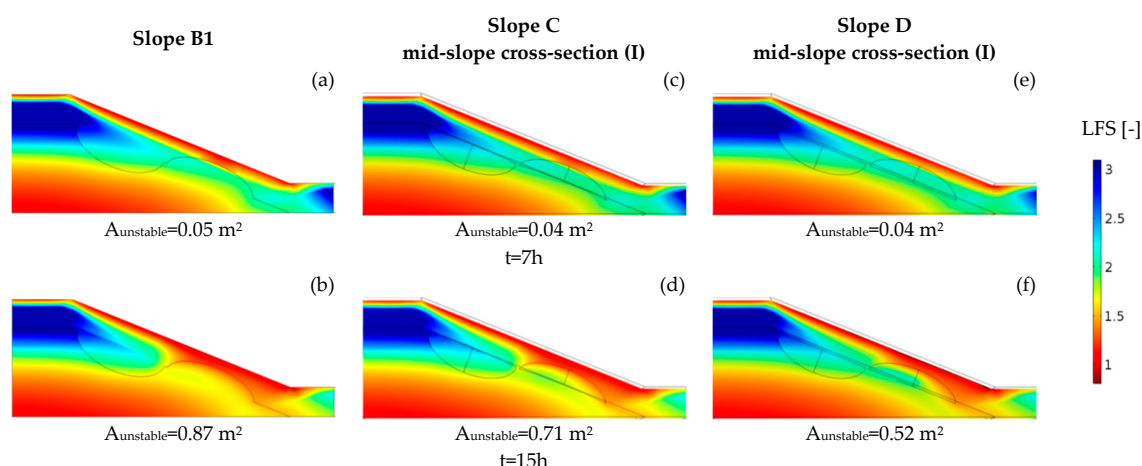 Slope B1
Slope C
mid-slope cross-section (I)
Slope D
mid-slope cross-section (I)
(a)
(c)
(e)
LFS [-]
3
2.5
2
1.5
1
Aunstable=0.05 m²
Aunstable=0.04 m²
Aunstable=0.04 m²
t=7h
(b)
(d)
(f)
Aunstable=0.87 m²
Aunstable=0.71 m²
Aunstable=0.52 m²
t=15h